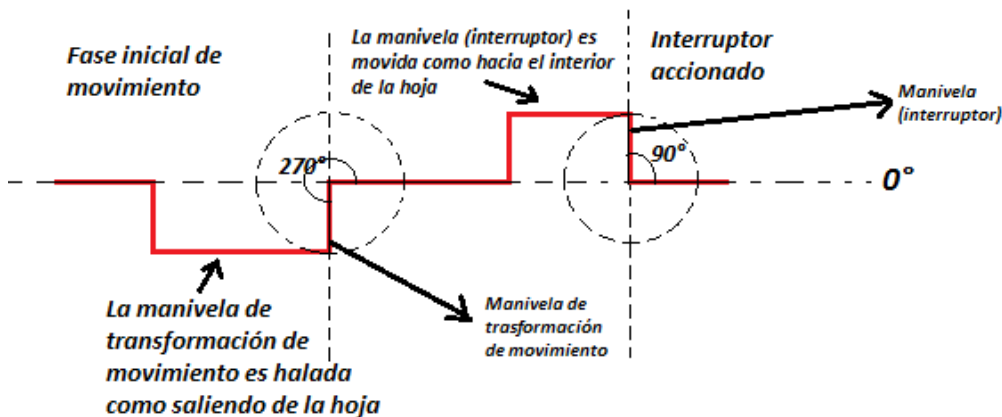 Fase inicial de
movimiento
La manivela (interruptor) es
movida como hacia el interior
de la hoja
Interruptor
accionado
Manivela
(interruptor)
270°
90°
0°
La manivela de
transformación de
movimiento es halada
como saliendo de la hoja
Manivela de
trasformación
de movimiento